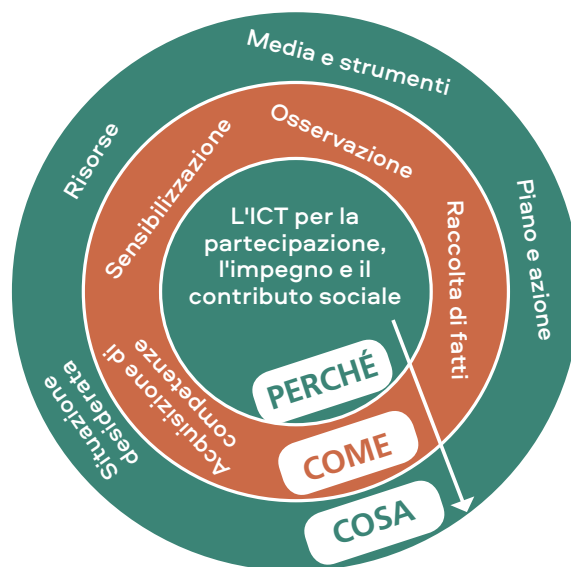 Media e strumenti
Risorse
Piano e azione
Situazione
desiderata
Osservazione
Sensibilizzazione
Raccolta di fatti
Acquisizione di
competenze
L'ICT per la
partecipazione,
l'impegno e il
contributo sociale
PERCHÉ
COME
COSA